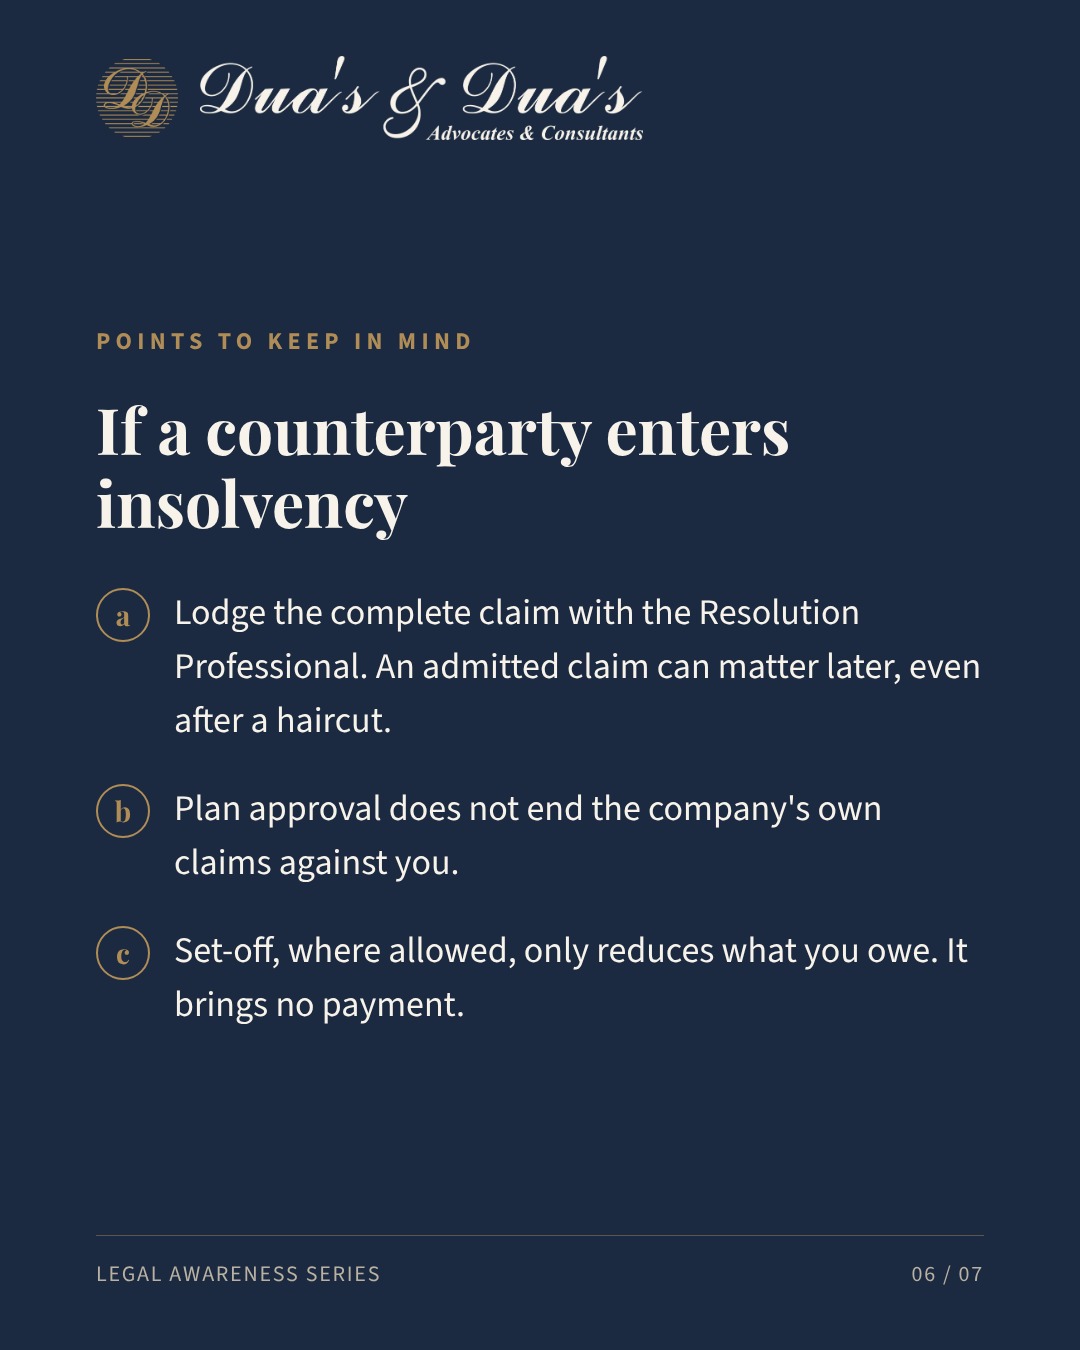 DD Dua's & Dua's
Advocates & Consultants
POINTS TO KEEP IN MIND
If a counterparty enters
insolvency
a Lodge the complete claim with the Resolution
Professional. An admitted claim can matter later, even
after a haircut.
b Plan approval does not end the company's own
claims against you.
c Set-off, where allowed, only reduces what you owe. It
brings no payment.
LEGAL AWARENESS SERIES 06 / 07